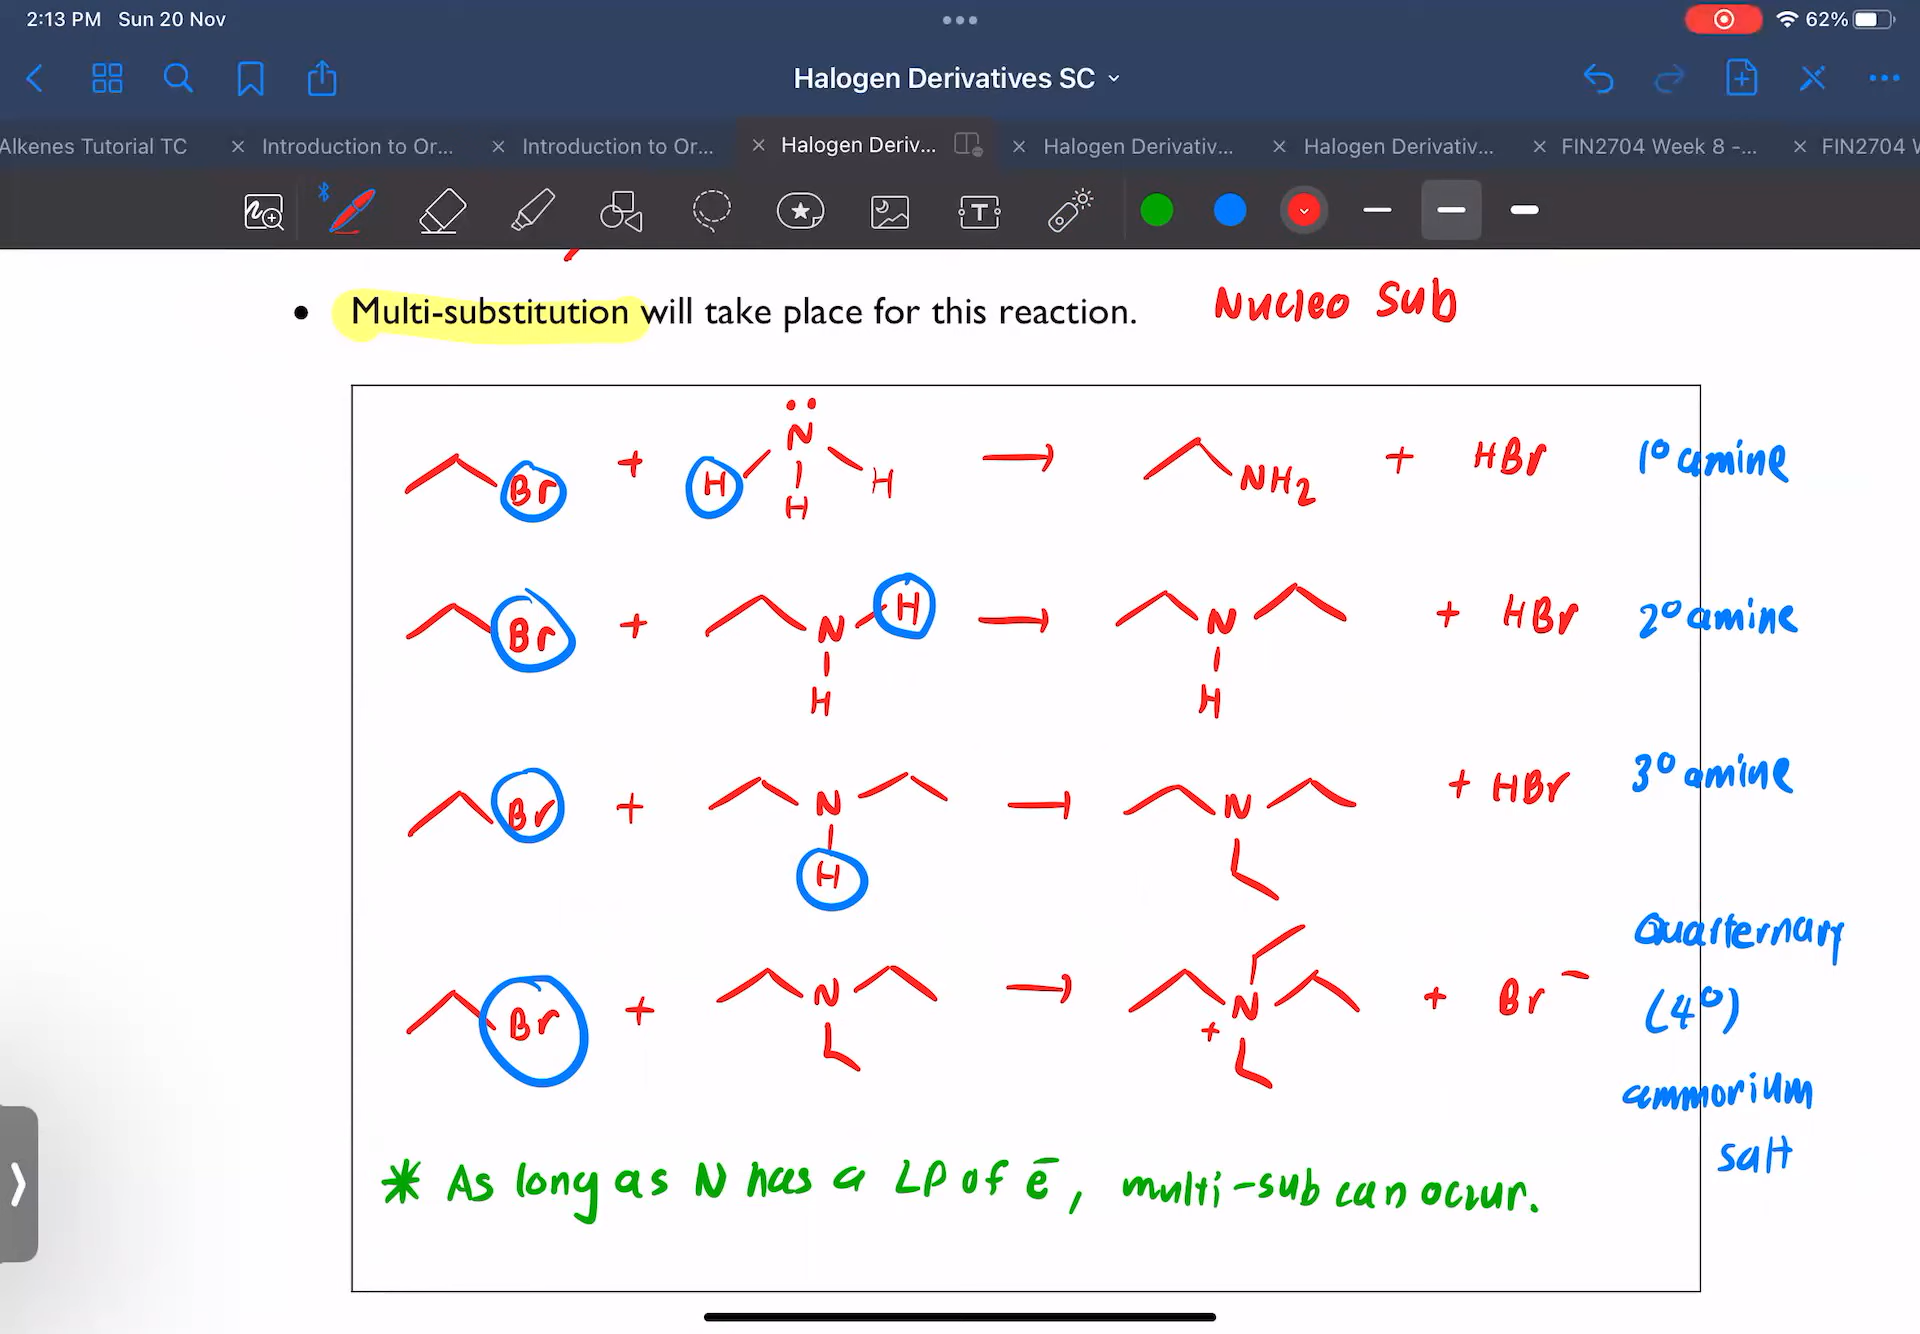 2:13 PM Sun 20 Nov 62%
Halogen Derivatives SC
Alkenes Tutorial TC × Introduction to Or... × Introduction to Or... × Halogen Deriv... × Halogen Derivativ... × Halogen Derivativ... × FIN2704 Week 8 -... × FIN2704 W
T
• Multi-substitution will take place for this reaction. Nucleo Sub
Br + H N H H → NH2 + HBr 1° amine
Br + N H H → N H + HBr 2° amine
Br + N H → N + HBr 3° amine
Br + N → N + + Br⁻ Quarternary
(4°)
ammorium
salt
* As long as N has a LP of e⁻, multi-sub can occur.